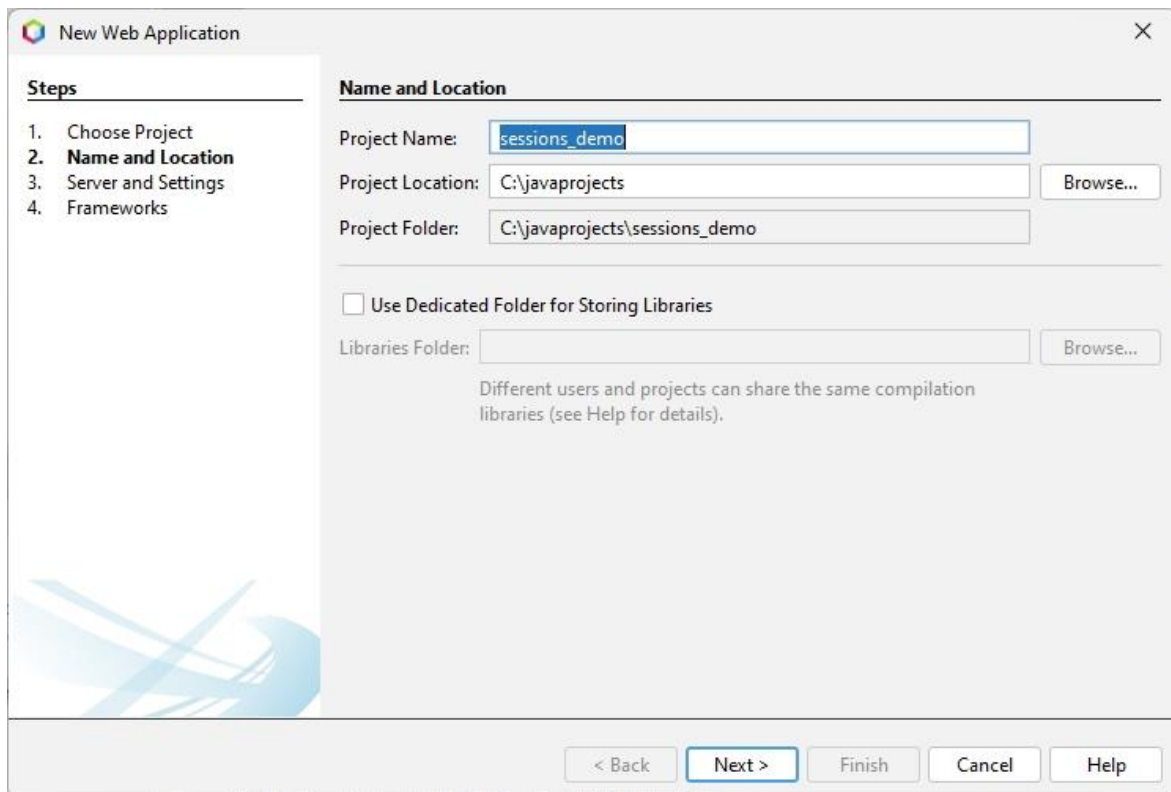 New Web Application
Steps
1. Choose Project
2. Name and Location
3. Server and Settings
4. Frameworks
Name and Location
Project Name: sessions_demo
Project Location: C:\javaprojects Browse...
Project Folder: C:\javaprojects\sessions_demo
Use Dedicated Folder for Storing Libraries
Libraries Folder: Browse...
Different users and projects can share the same compilation
libraries (see Help for details).
< Back Next > Finish Cancel Help